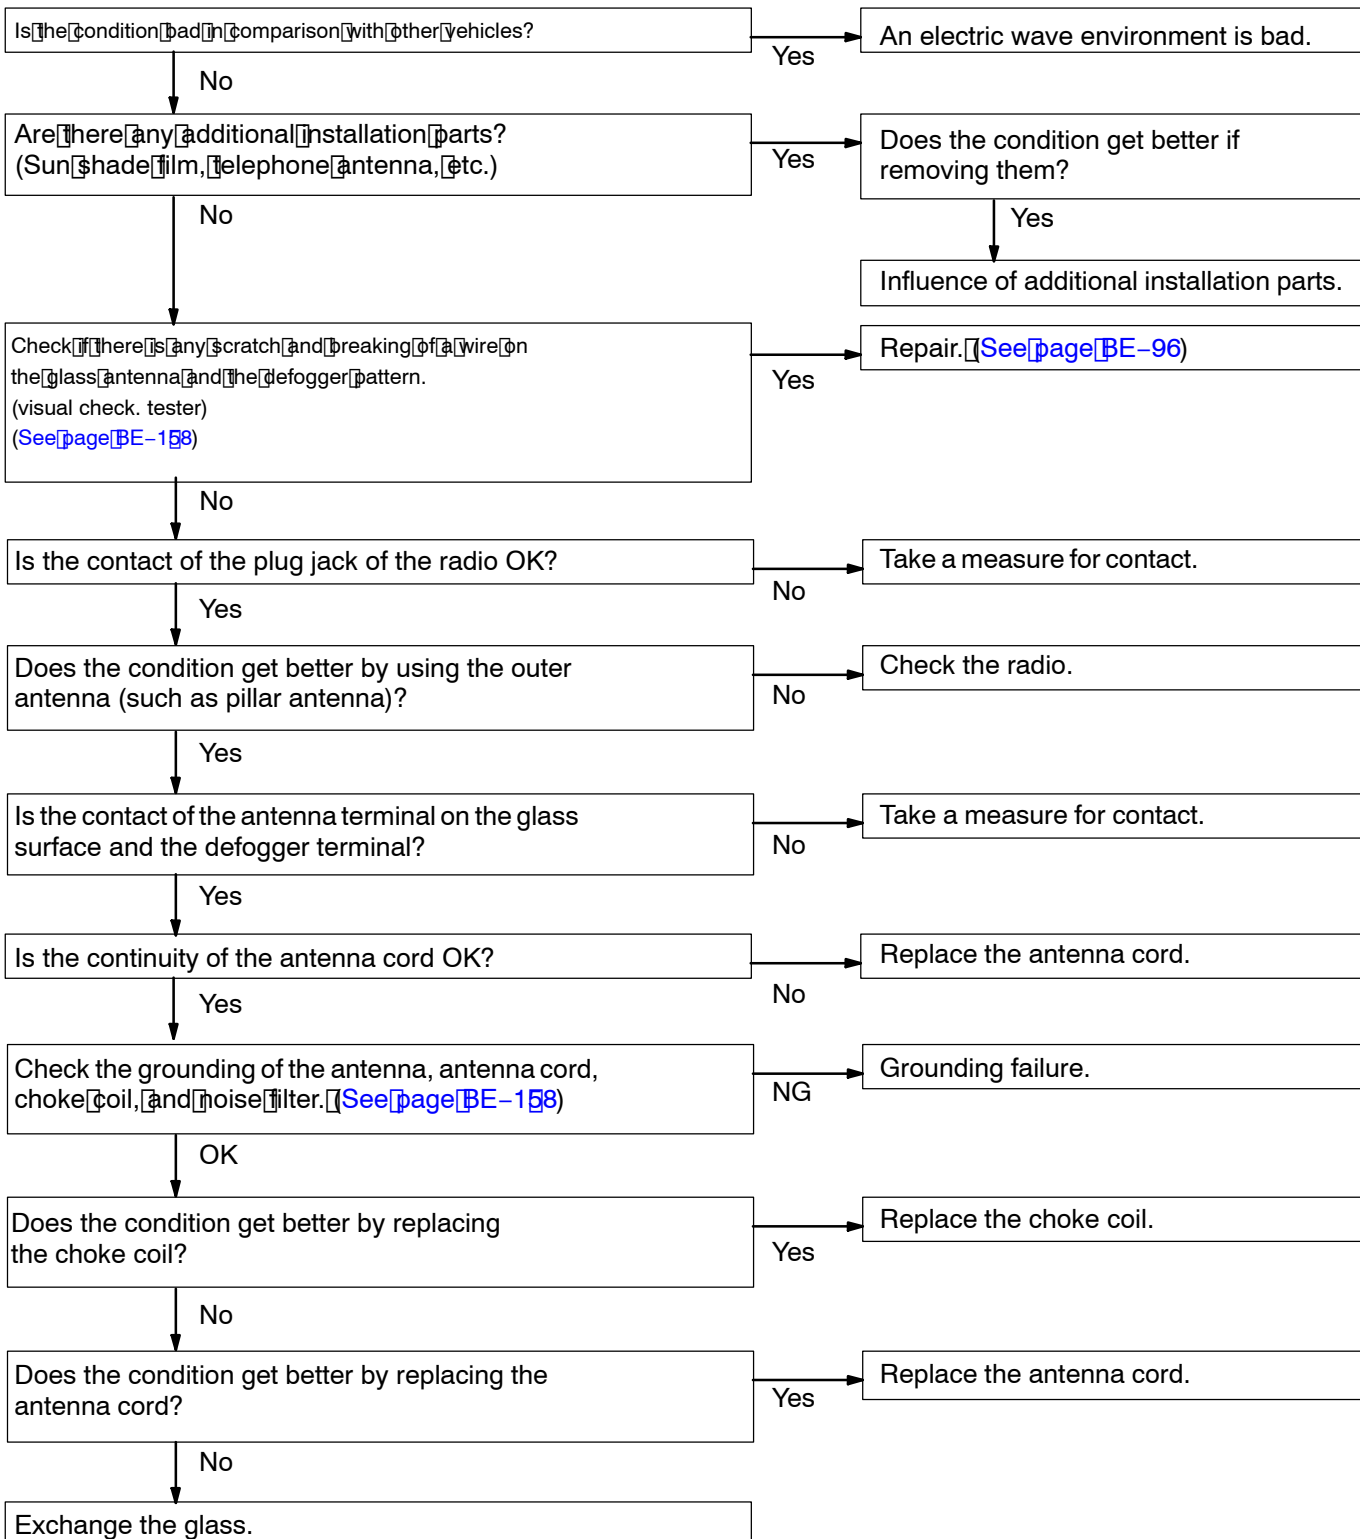 Is the condition bad in comparison with other vehicles?
Yes
An electric wave environment is bad.
No
Are there any additional installation parts?
(Sun shade film, telephone antenna, etc.)
Yes
Does the condition get better if
removing them?
No
Yes
Influence of additional installation parts.
Check if there is any scratch and breaking of a wire on
the glass antenna and the defogger pattern.
(visual check. tester)
(See page BE−158)
Yes
Repair. (See page BE−96)
No
Is the contact of the plug jack of the radio OK?
No
Take a measure for contact.
Yes
Does the condition get better by using the outer
antenna (such as pillar antenna)?
No
Check the radio.
Yes
Is the contact of the antenna terminal on the glass
surface and the defogger terminal?
No
Take a measure for contact.
Yes
Is the continuity of the antenna cord OK?
No
Replace the antenna cord.
Yes
Check the grounding of the antenna, antenna cord,
choke coil, and noise filter. (See page BE−158)
NG
Grounding failure.
OK
Does the condition get better by replacing
the choke coil?
Yes
Replace the choke coil.
No
Does the condition get better by replacing the
antenna cord?
Yes
Replace the antenna cord.
No
Exchange the glass.